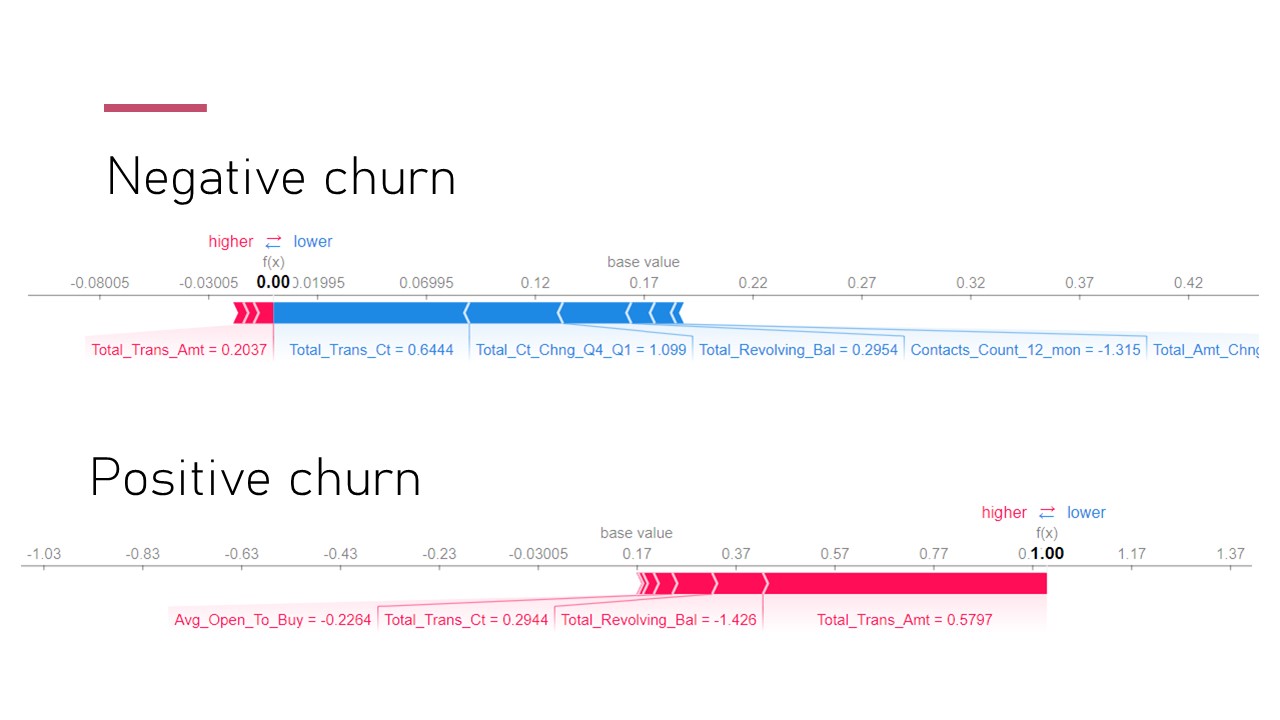 Negative churn
higher ⇄ lower
f(x) base value
-0.08005 -0.03005 0.00 0.01995 0.06995 0.12 0.17 0.22 0.27 0.32 0.37 0.42
Total_Trans_Amt = 0.2037 Total_Trans_Ct = 0.6444 Total_Ct_Chng_Q4_Q1 = 1.099 Total_Revolving_Bal = 0.2954 Contacts_Count_12_mon = -1.315 Total_Amt_Chng
Positive churn
higher ⇄ lower
base value f(x)
-1.03 -0.83 -0.63 -0.43 -0.23 -0.03005 0.17 0.37 0.57 0.77 1.00 1.17 1.37
Avg_Open_To_Buy = -0.2264 Total_Trans_Ct = 0.2944 Total_Revolving_Bal = -1.426 Total_Trans_Amt = 0.5797